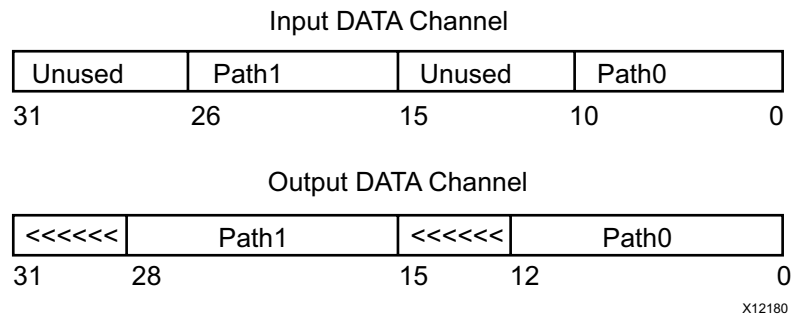 Input DATA Channel
Unused Path1 Unused Path0
31 26 15 10 0
Output DATA Channel
<<<<<< Path1 <<<<<< Path0
31 28 15 12 0
X12180